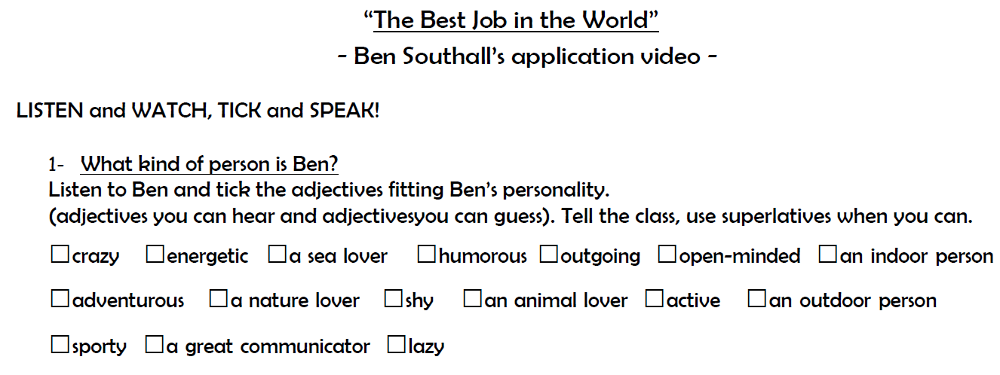 “The Best Job in the World”
- Ben Southall’s application video -
LISTEN and WATCH, TICK and SPEAK!
1- What kind of person is Ben?
Listen to Ben and tick the adjectives fitting Ben’s personality.
(adjectives you can hear and adjectivesyou can guess). Tell the class, use superlatives when you can.
☐crazy ☐energetic ☐a sea lover ☐humorous ☐outgoing ☐open-minded ☐an indoor person
☐adventurous ☐a nature lover ☐shy ☐an animal lover ☐active ☐an outdoor person
☐sporty ☐a great communicator ☐lazy